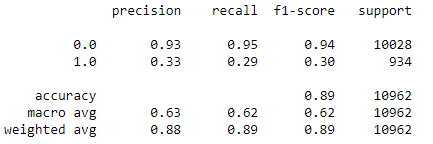 precision recall f1-score support
0.0 0.93 0.95 0.94 10028
1.0 0.33 0.29 0.30 934
accuracy 0.89 10962
macro avg 0.63 0.62 0.62 10962
weighted avg 0.88 0.89 0.89 10962